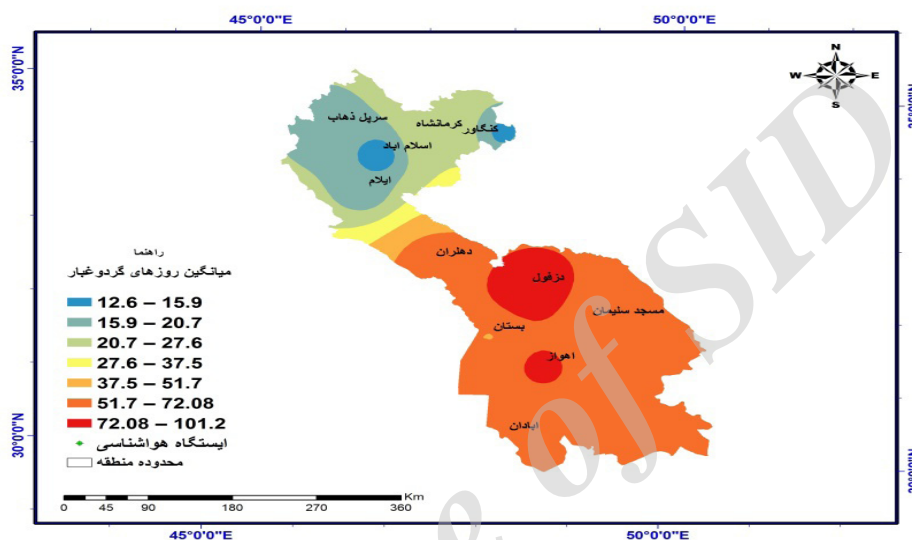 45°0'0"E 50°0'0"E
35°0'0"N
N
W E
S
سرپل ذهاب
کرمانشاه
کنگاور
اسلام آباد
ایلام
دهلران
دزفول
مسجد سلیمان
بستان
اهواز
آبادان
راهنما
میانگین روزهای گردوغبار
12.6 – 15.9
15.9 – 20.7
20.7 – 27.6
27.6 – 37.5
37.5 – 51.7
51.7 – 72.08
72.08 – 101.2
ایستگاه هواشناسی
محدوده منطقه
30°0'0"N
Km
0 45 90 180 270 360
45°0'0"E 50°0'0"E
e of SID